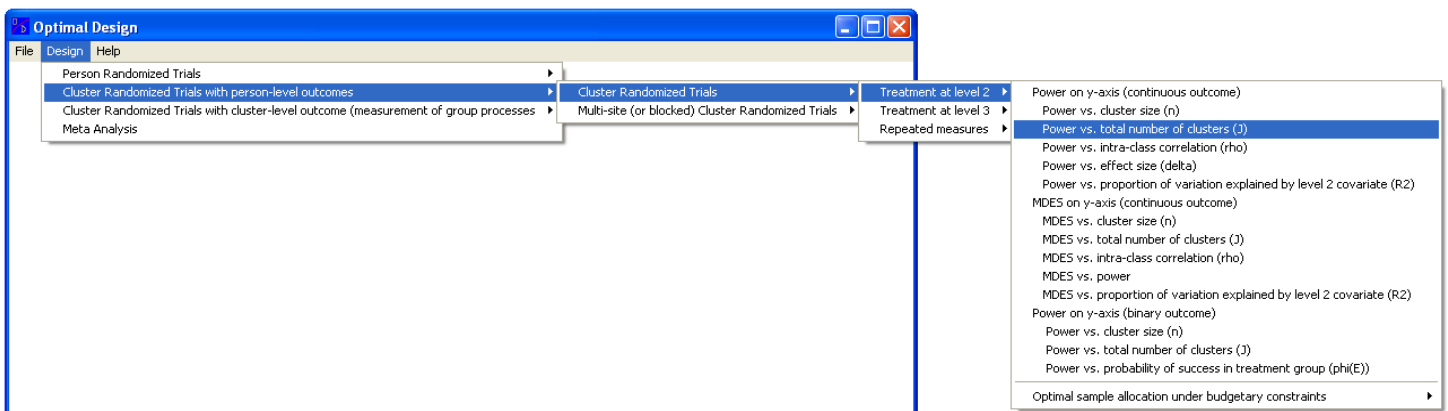 Optimal Design
File Design Help
Person Randomized Trials
Cluster Randomized Trials with person-level outcomes
Cluster Randomized Trials with cluster-level outcome (measurement of group processes
Meta Analysis
Cluster Randomized Trials
Multi-site (or blocked) Cluster Randomized Trials
Treatment at level 2
Treatment at level 3
Repeated measures
Power on y-axis (continuous outcome)
Power vs. cluster size (n)
Power vs. total number of clusters (J)
Power vs. intra-class correlation (rho)
Power vs. effect size (delta)
Power vs. proportion of variation explained by level 2 covariate (R2)
MDES on y-axis (continuous outcome)
MDES vs. cluster size (n)
MDES vs. total number of clusters (J)
MDES vs. intra-class correlation (rho)
MDES vs. power
MDES vs. proportion of variation explained by level 2 covariate (R2)
Power on y-axis (binary outcome)
Power vs. cluster size (n)
Power vs. total number of clusters (J)
Power vs. probability of success in treatment group (phi(E))
Optimal sample allocation under budgetary constraints